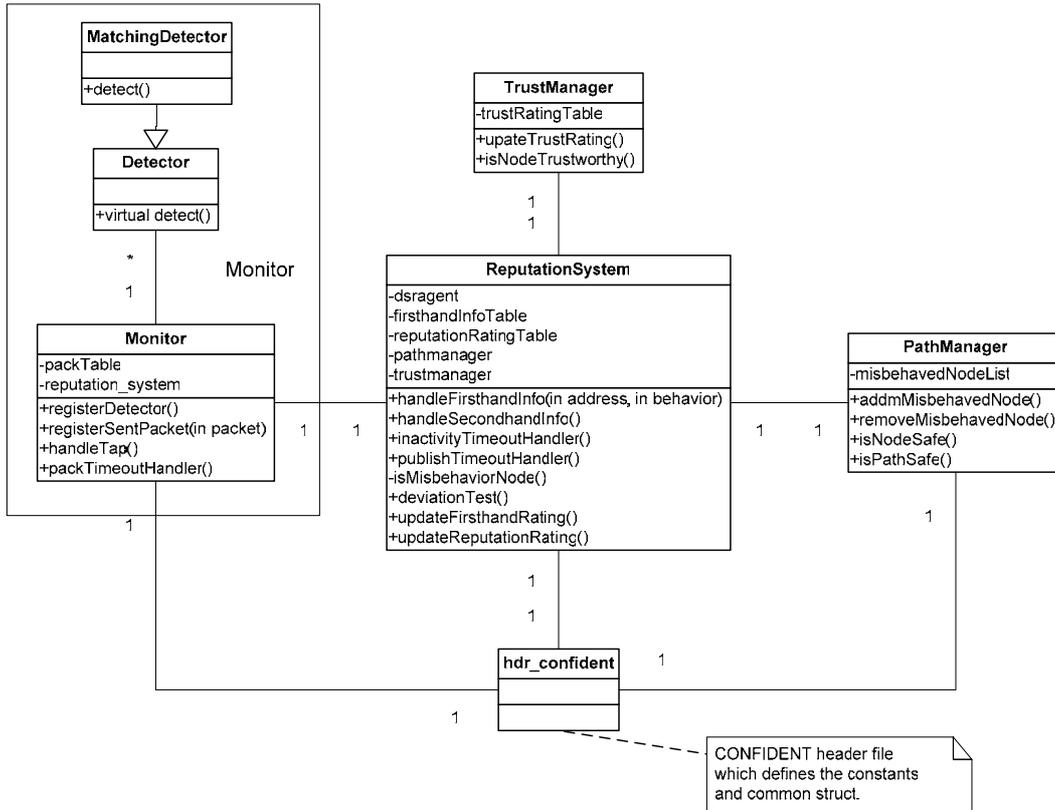 MatchingDetector
+detect()
Detector
+virtual detect()
*
1
Monitor
Monitor
-packTable
-reputation_system
+registerDetector()
+registerSentPacket(in packet)
+handleTap()
+packTimeoutHandler()
1
TrustManager
-trustRatingTable
+upateTrustRating()
+isNodeTrustworthy()
1
1
ReputationSystem
-dsragent
-firsthandInfoTable
-reputationRatingTable
-pathmanager
-trustmanager
+handleFirsthandInfo(in address, in behavior)
+handleSecondhandInfo()
+inactivityTimeoutHandler()
+publishTimeoutHandler()
-isMisbehaviorNode()
+deviationTest()
+updateFirsthandRating()
+updateReputationRating()
1
1
1
1
PathManager
-misbehavedNodeList
+addmMisbehavedNode()
+removeMisbehavedNode()
+isNodeSafe()
+isPathSafe()
1
1
1
hdr_confident
1
1
CONFIDENT header file
which defines the constants
and common struct.